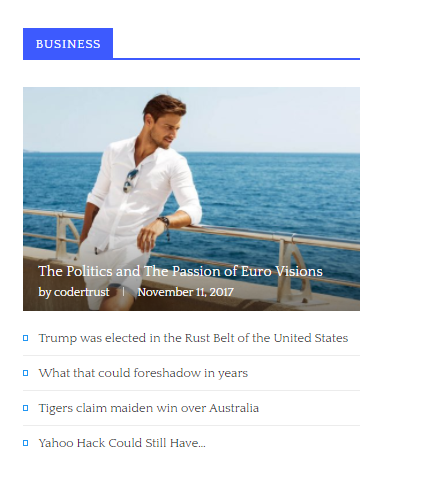 BUSINESS
The Politics and The Passion of Euro Visions
by codertrust | November 11, 2017
Trump was elected in the Rust Belt of the United States
What that could foreshadow in years
Tigers claim maiden win over Australia
Yahoo Hack Could Still Have...